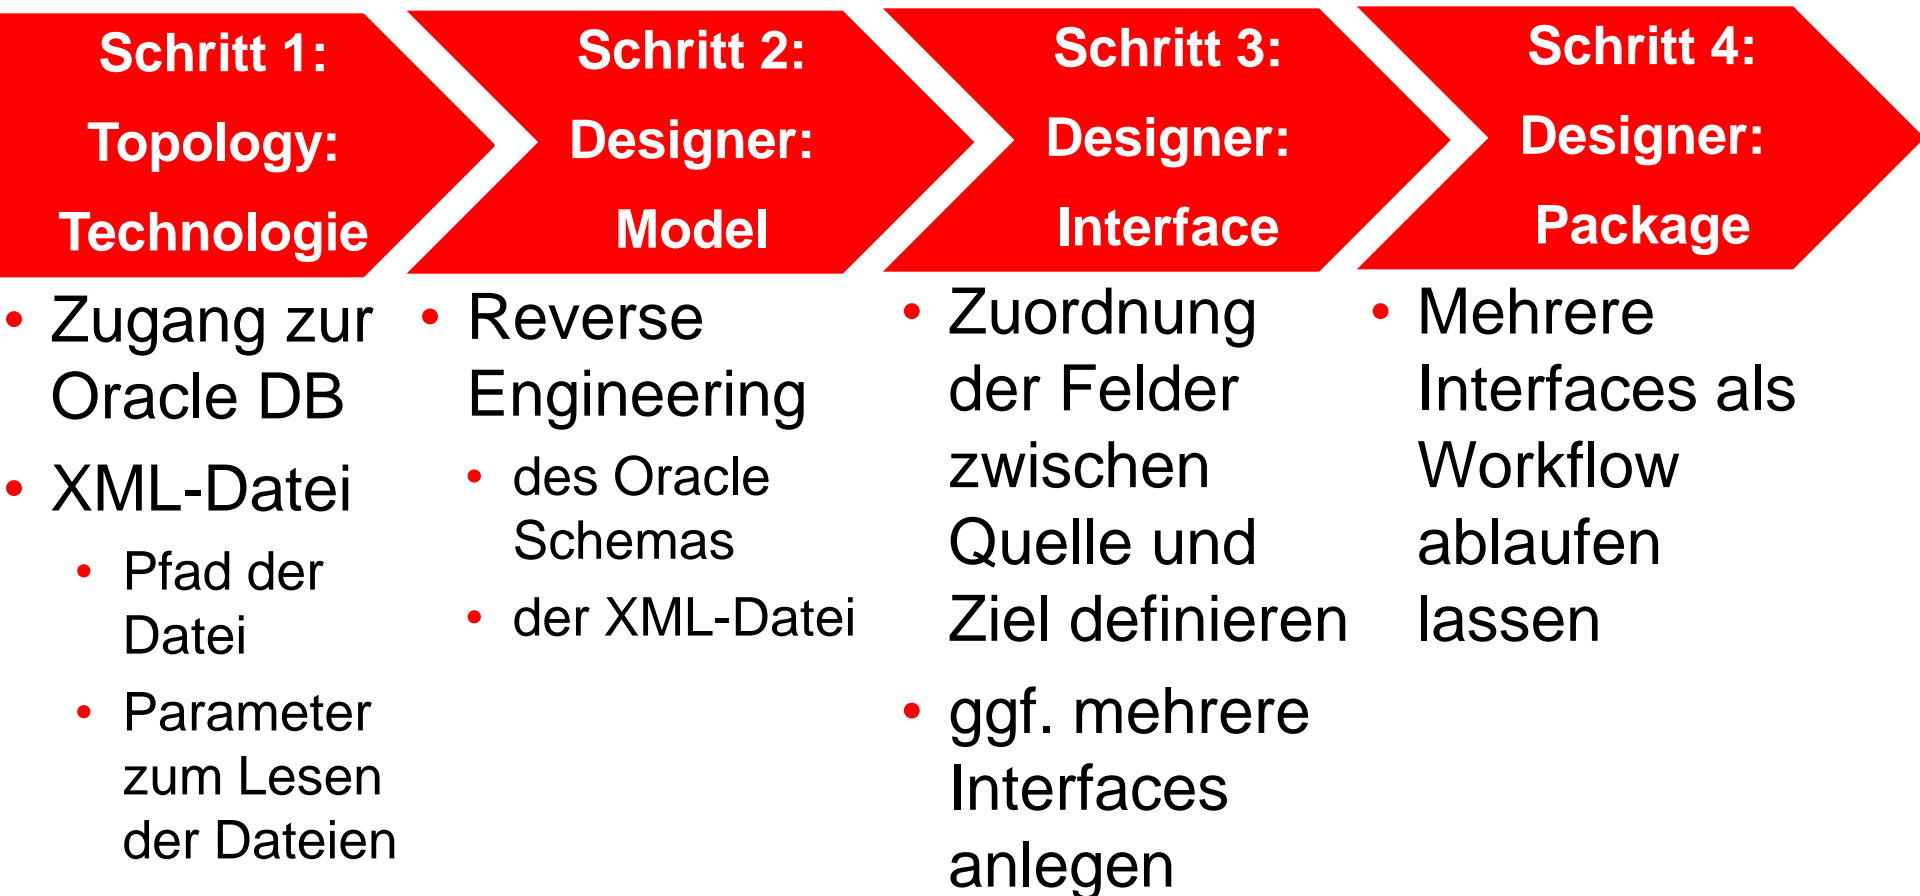 Schritt 1:
Topology:
Technologie
• Zugang zur
Oracle DB
• XML-Datei
• Pfad der
Datei
• Parameter
zum Lesen
der Dateien
Schritt 2:
Designer:
Model
• Reverse
Engineering
• des Oracle
Schemas
• der XML-Datei
Schritt 3:
Designer:
Interface
• Zuordnung
der Felder
zwischen
Quelle und
Ziel definieren
• ggf. mehrere
Interfaces
anlegen
Schritt 4:
Designer:
Package
• Mehrere
Interfaces als
Workflow
ablaufen
lassen